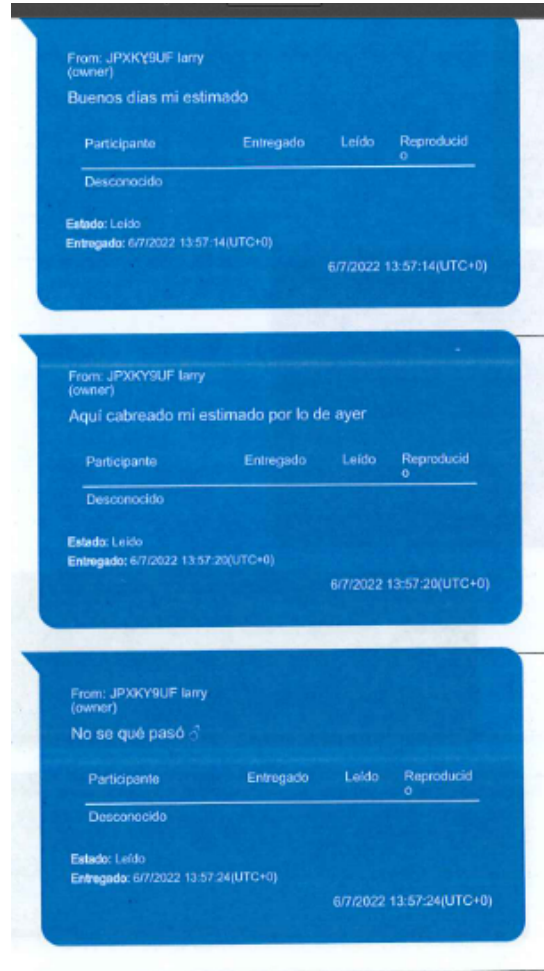 From: JPXKY9UF larry
(owner)
Buenos días mi estimado
Participante Entregado Leído Reproducid
o
Desconocido
Estado: Leído
Entregado: 6/7/2022 13:57:14(UTC+0)
6/7/2022 13:57:14(UTC+0)
From: JPXKY9UF larry
(owner)
Aquí cabreado mi estimado por lo de ayer
Participante Entregado Leído Reproducid
o
Desconocido
Estado: Leído
Entregado: 6/7/2022 13:57:20(UTC+0)
6/7/2022 13:57:20(UTC+0)
From: JPXKY9UF larry
(owner)
No se qué pasó ♂
Participante Entregado Leído Reproducid
o
Desconocido
Estado: Leído
Entregado: 6/7/2022 13:57:24(UTC+0)
6/7/2022 13:57:24(UTC+0)